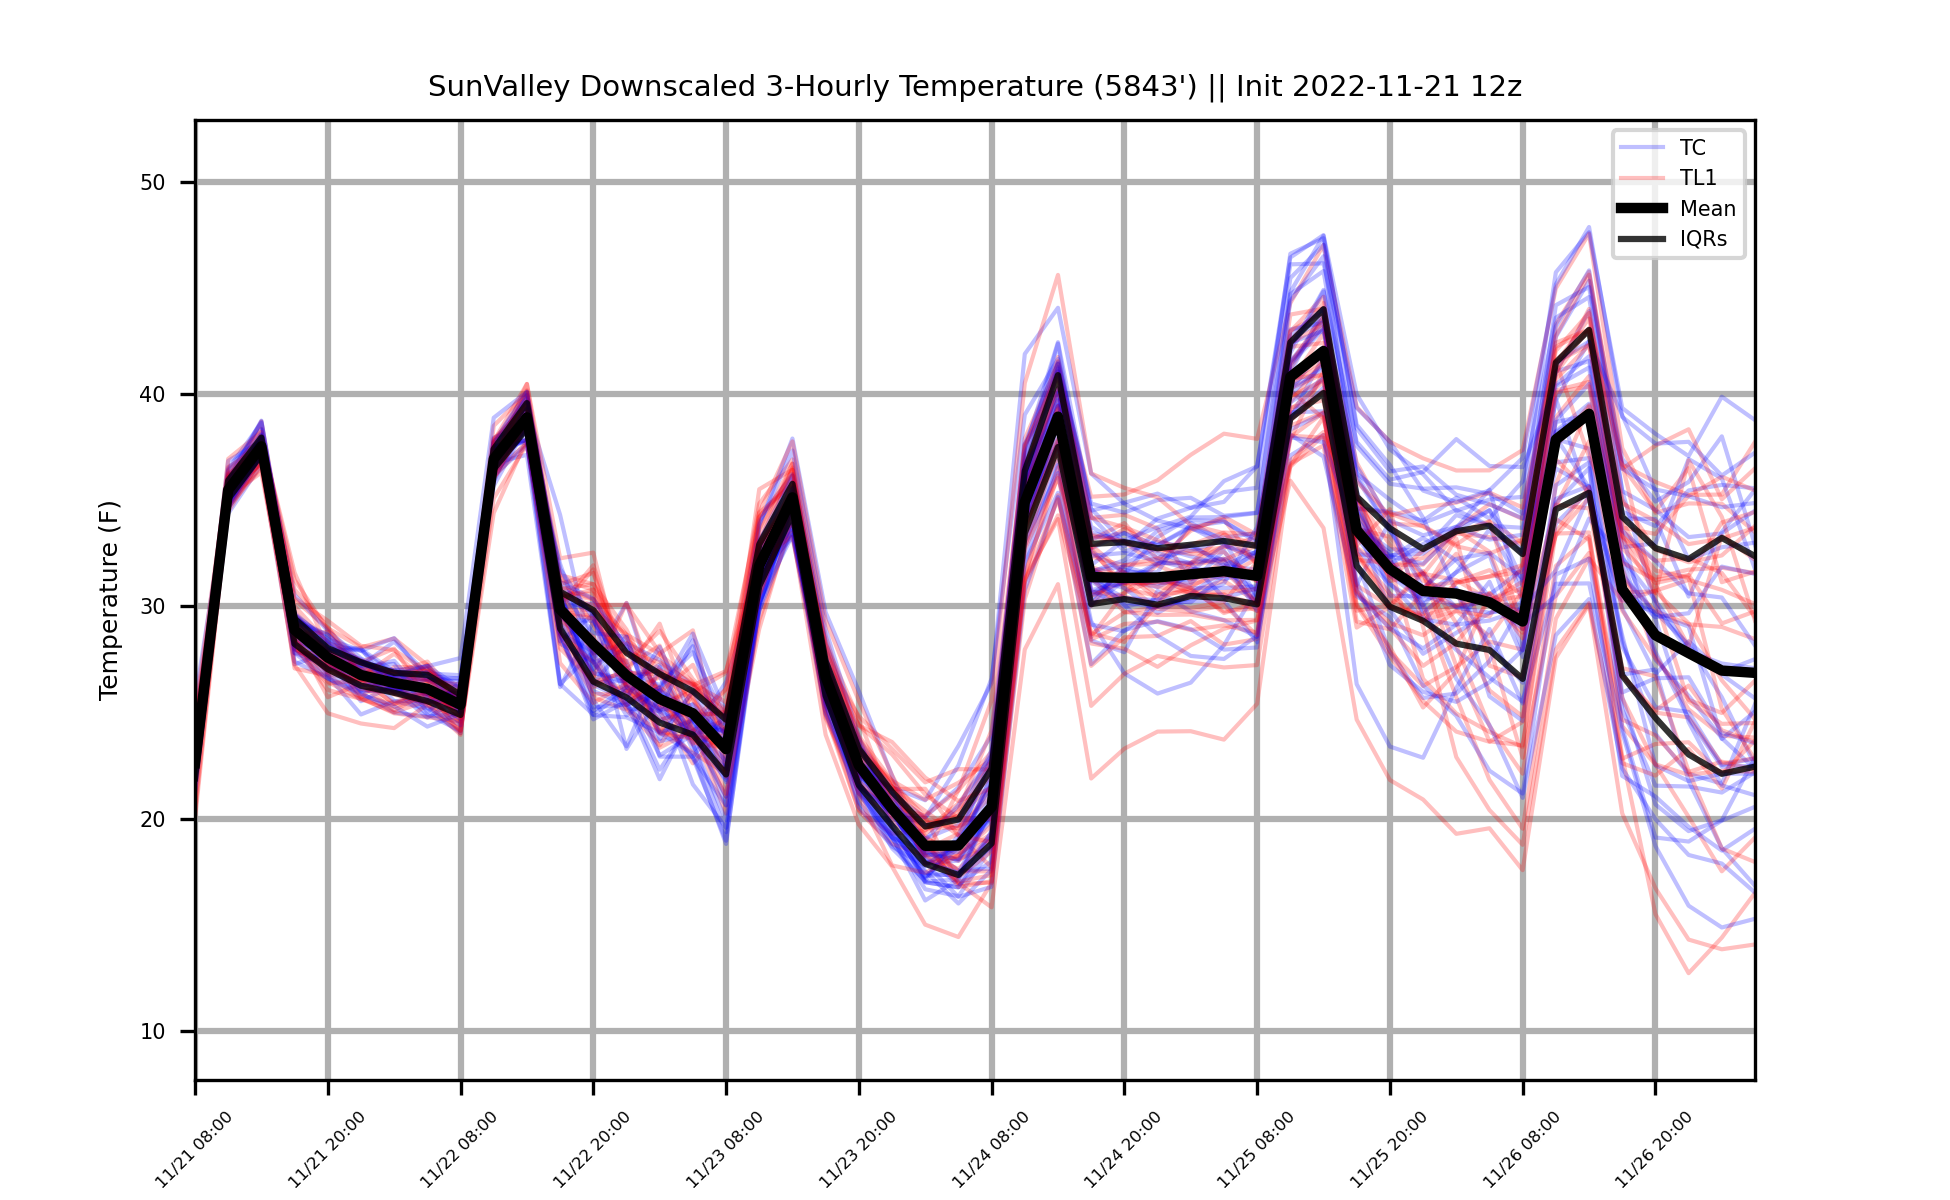 SunValley Downscaled 3-Hourly Temperature (5843') || Init 2022-11-21 12z
TC
TL1
Mean
IQRs
Temperature (F)
50
40
30
20
10
11/21 08:00
11/21 20:00
11/22 08:00
11/22 20:00
11/23 08:00
11/23 20:00
11/24 08:00
11/24 20:00
11/25 08:00
11/25 20:00
11/26 08:00
11/26 20:00